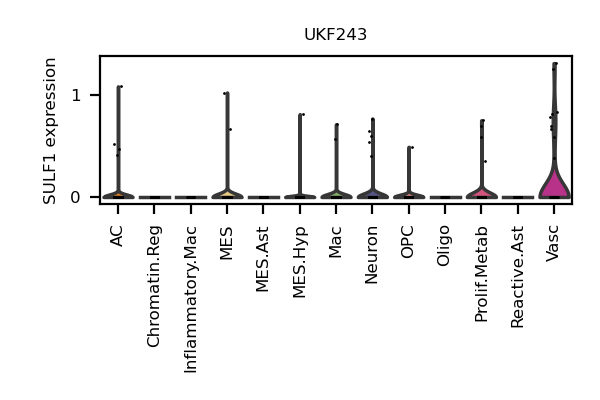 UKF243
SULF1 expression
1
0
AC
Chromatin.Reg
Inflammatory.Mac
MES
MES.Ast
MES.Hyp
Mac
Neuron
OPC
Oligo
Prolif.Metab
Reactive.Ast
Vasc